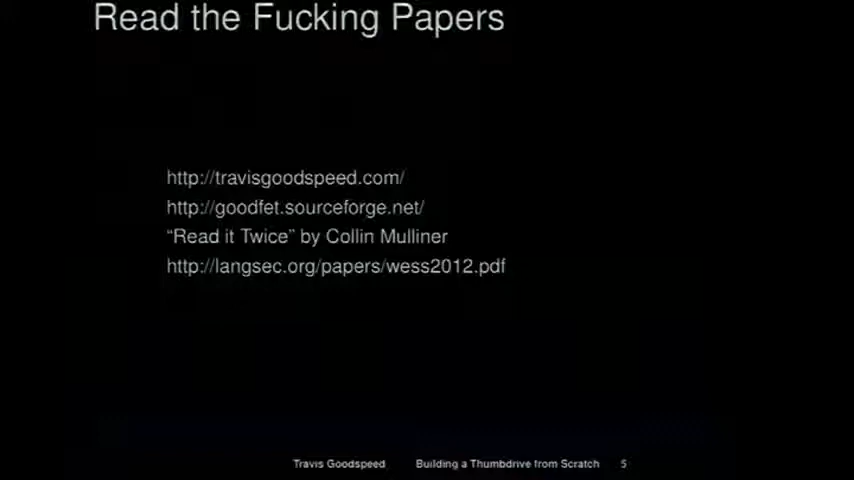 Read the Fucking Papers
http://travisgoodspeed.com/
http://goodfet.sourceforge.net/
“Read it Twice” by Collin Mulliner
http://langsec.org/papers/wess2012.pdf
Travis Goodspeed Building a Thumbdrive from Scratch 5